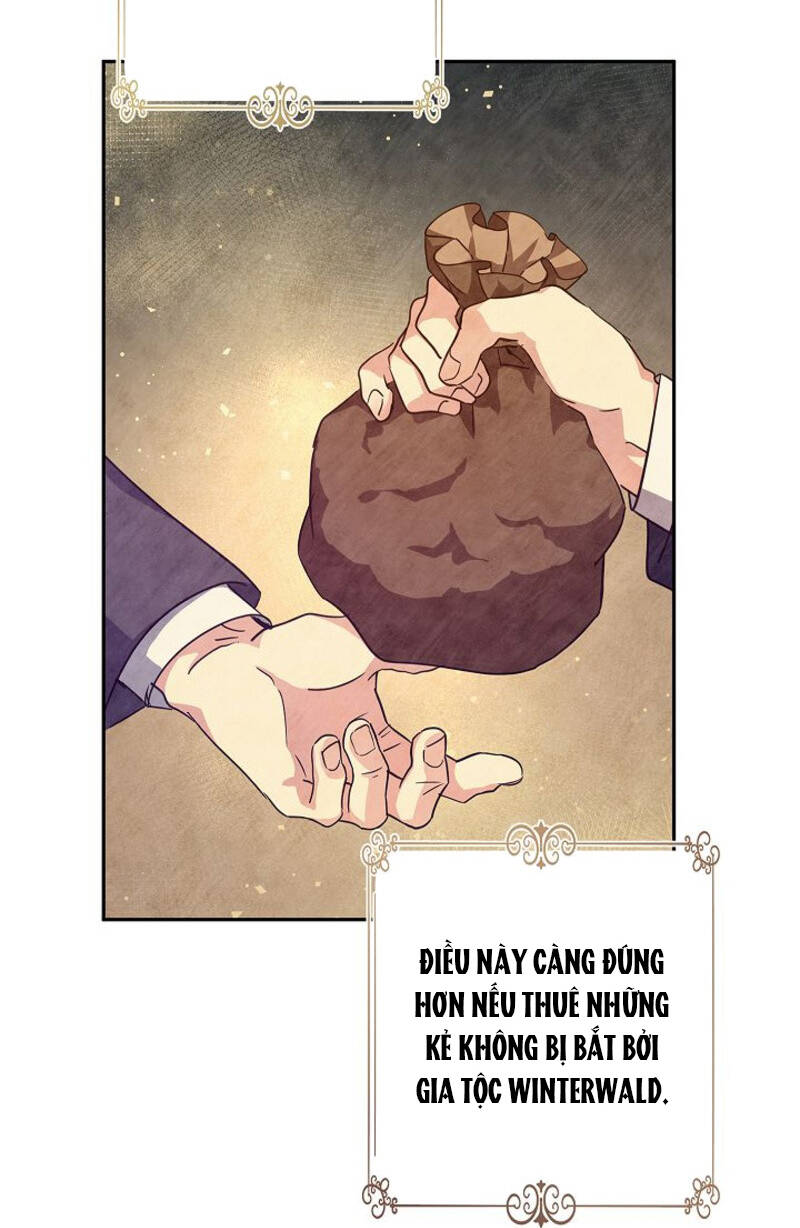 ĐIỀU NÀY CÀNG ĐÚNG
HƠN NẾU THUÊ NHỮNG
KẺ KHÔNG BỊ BẮT BỞI
GIA TỘC WINTERWALD.